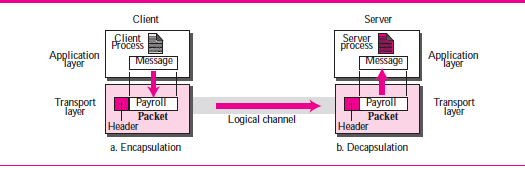 Client
Server
Client
Process
Message
Application
layer
Server
process
Message
Application
layer
Transport
layer
Payroll
Packet
Header
Logical channel
Payroll
Packet
Header
Transport
layer
a. Encapsulation
b. Decapsulation